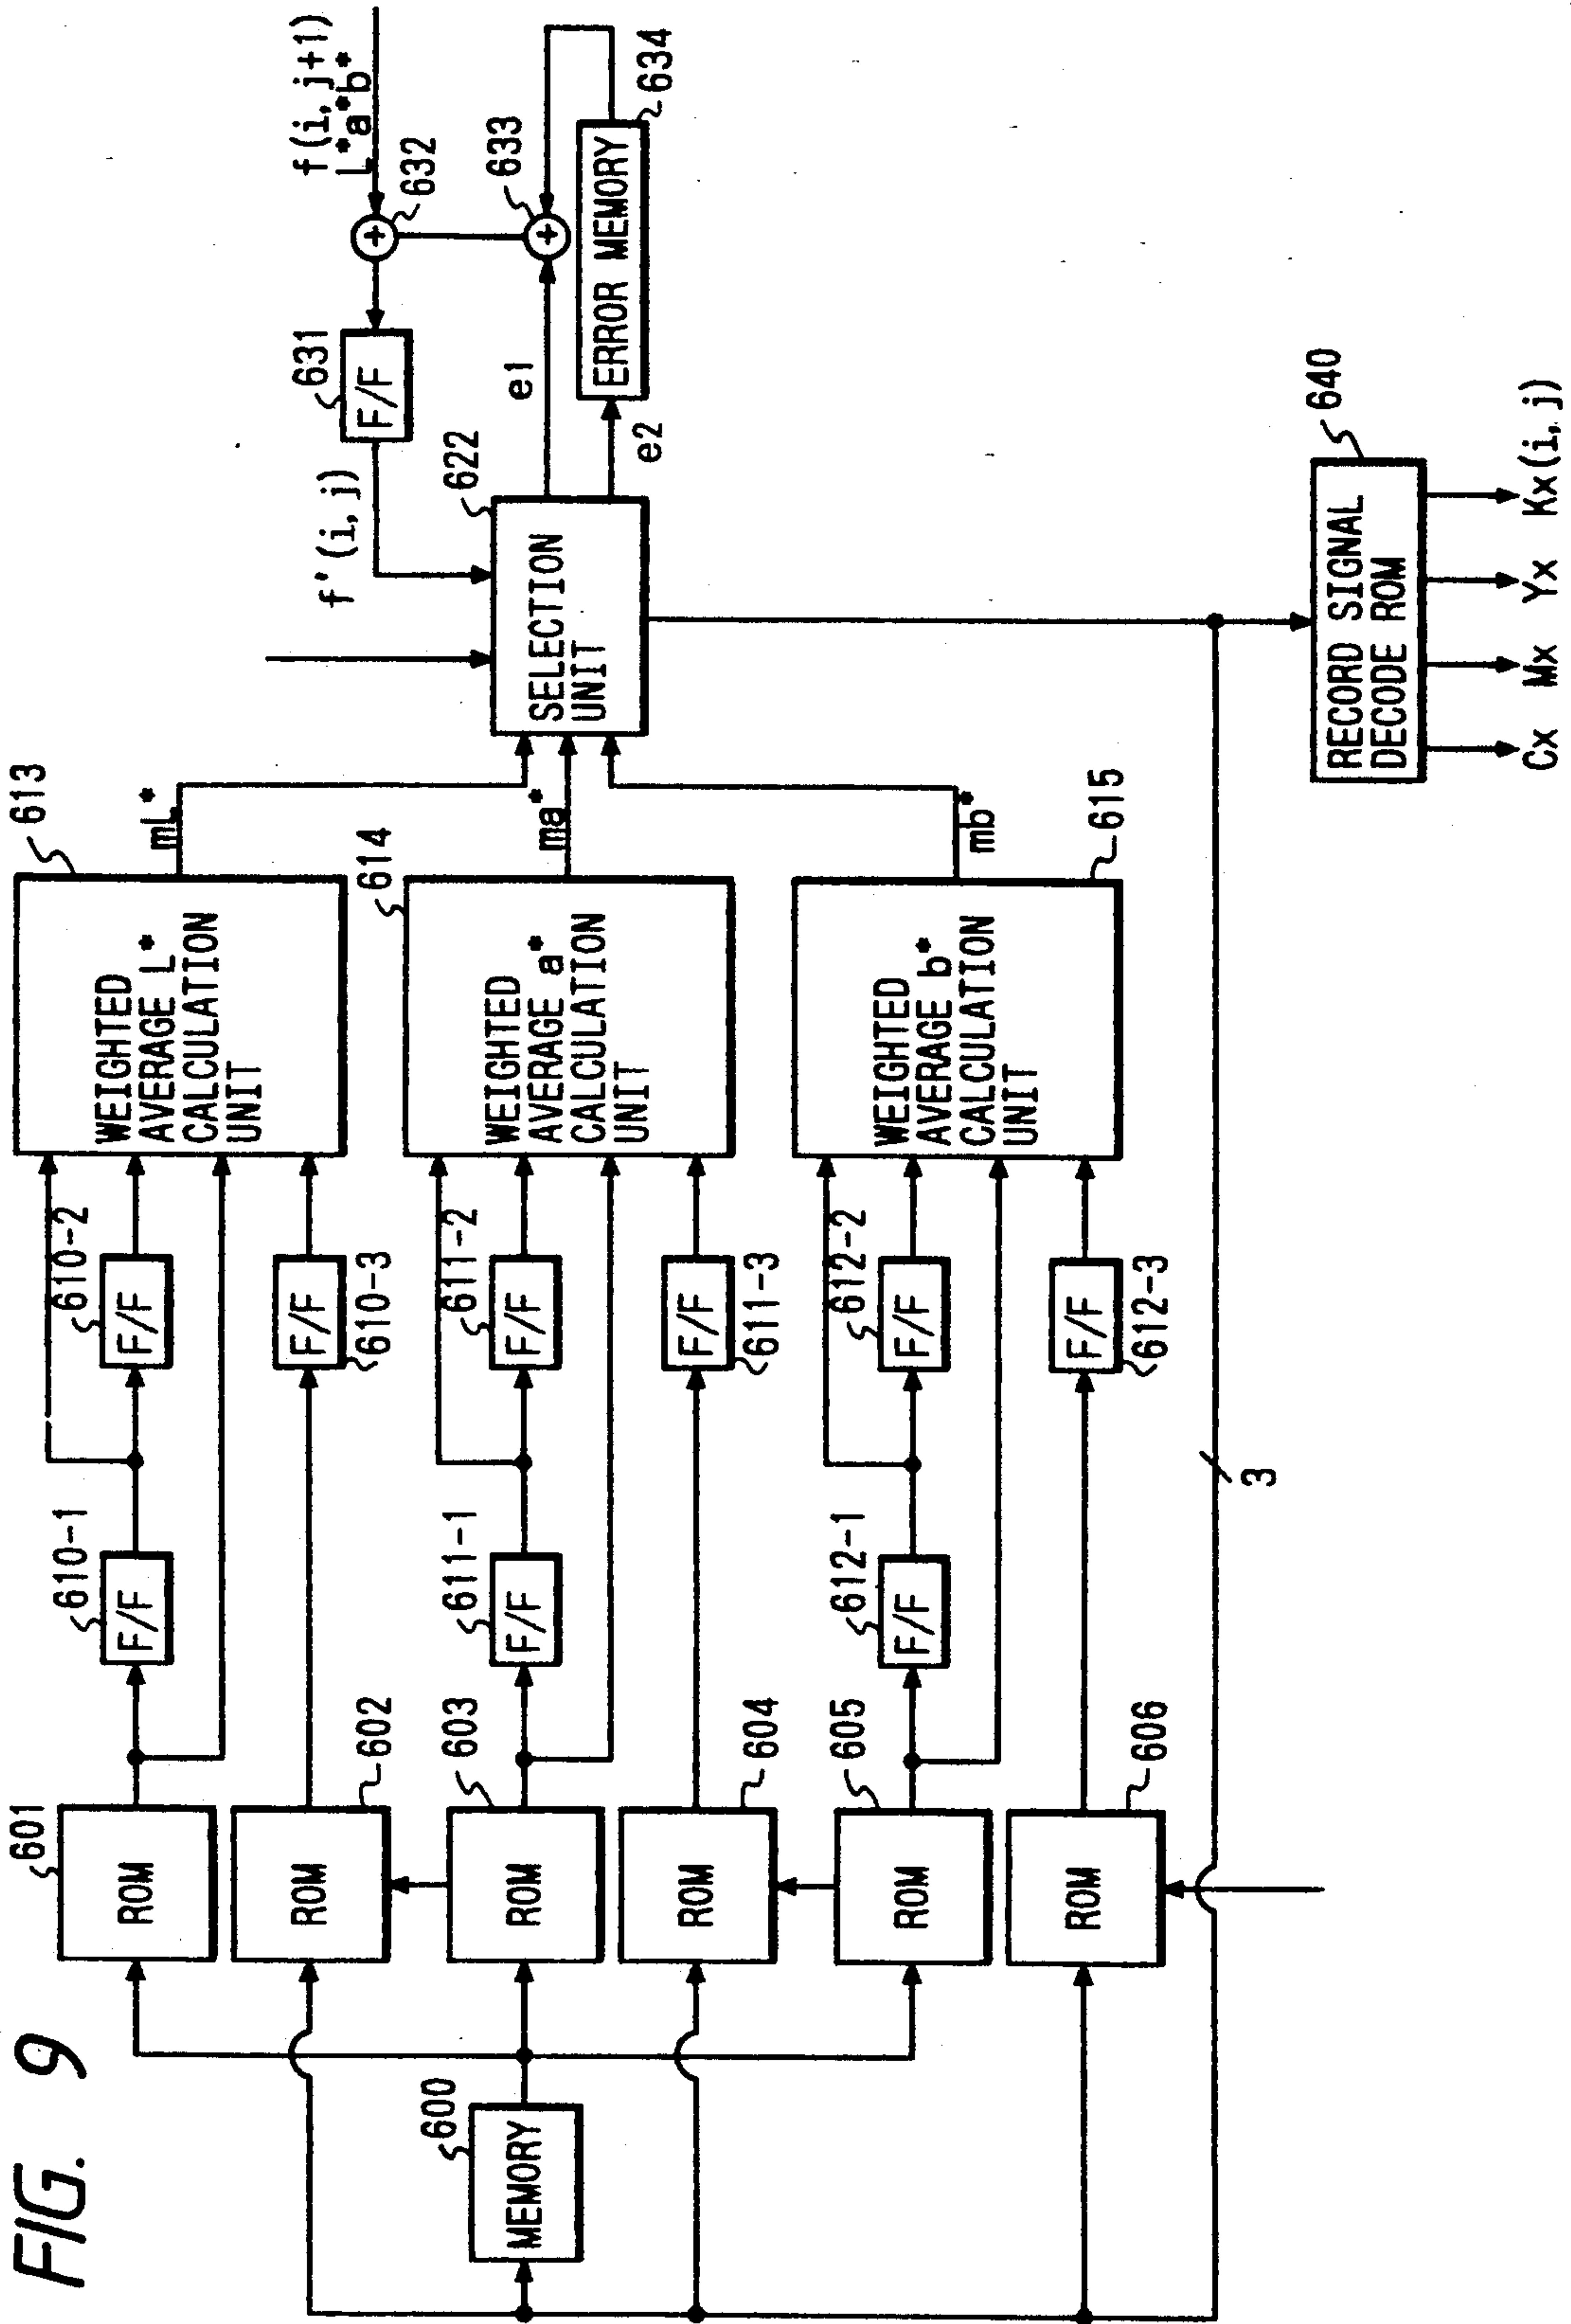 FIG. 9
600
MEMORY
601
ROM
602
ROM
603
ROM
604
ROM
605
ROM
606
ROM
610-1
F/F
610-2
F/F
610-3
F/F
611-1
F/F
611-2
F/F
611-3
F/F
612-1
F/F
612-2
F/F
612-3
F/F
613
WEIGHTED
AVERAGE L*
CALCULATION
UNIT
614
WEIGHTED
AVERAGE a*
CALCULATION
UNIT
615
WEIGHTED
AVERAGE b*
CALCULATION
UNIT
mL*
ma*
mb*
622
SELECTION
UNIT
f'(i,j)
631
F/F
632
+
f(i,j+1)
L*a*b*
633
+
e1
e2
634
ERROR MEMORY
3
640
RECORD SIGNAL
DECODE ROM
Cx Mx Yx Kx(i,j)